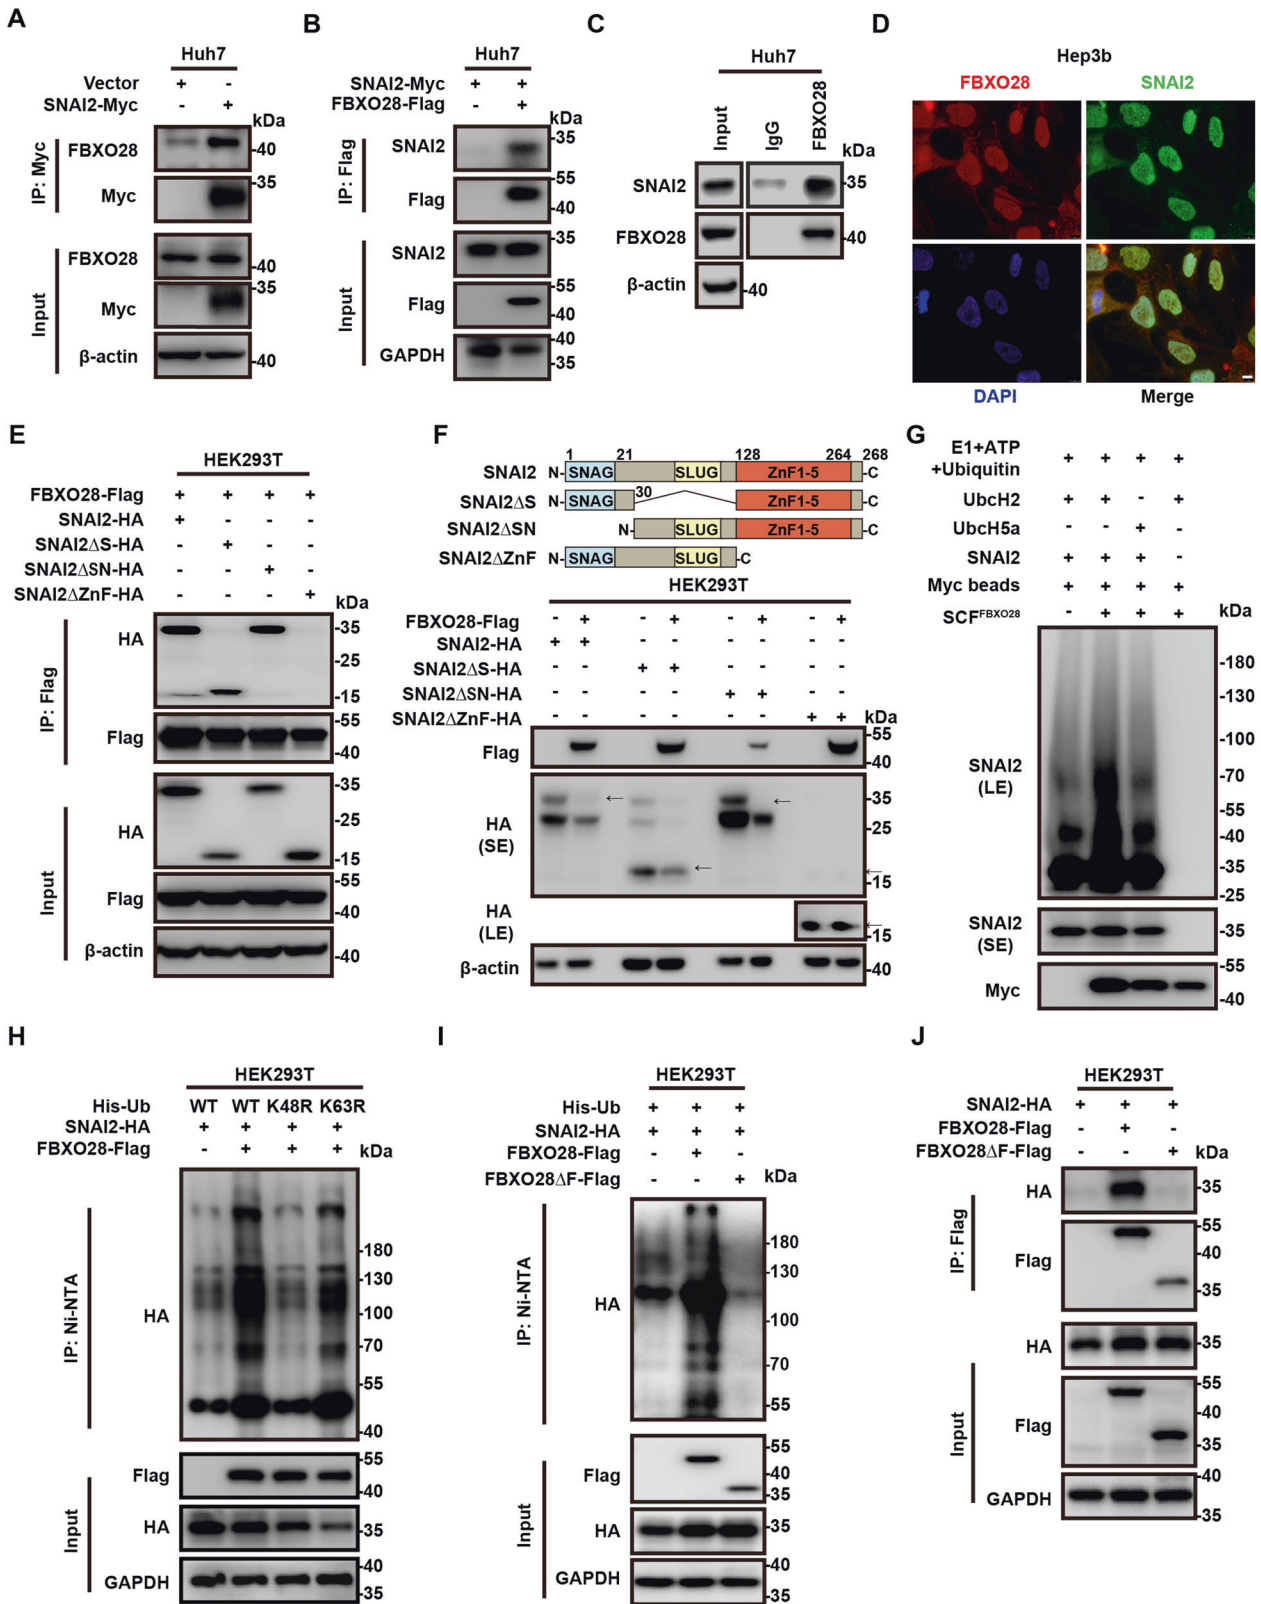 A
Huh7
Vector + -
SNAI2-Myc - +
kDa
IP: Myc
FBXO28 -40
Myc -35
Input
FBXO28 -40
Myc -35
β-actin -40
B
Huh7
SNAI2-Myc + +
FBXO28-Flag - +
kDa
IP: Flag
SNAI2 -35
Flag -55
-40
Input
SNAI2 -35
Flag -55
-40
GAPDH -40
-35
C
Huh7
Input IgG FBXO28
kDa
SNAI2 -35
FBXO28 -40
β-actin -40
D
Hep3b
FBXO28 SNAI2
DAPI Merge
E
HEK293T
FBXO28-Flag + + + +
SNAI2-HA + - - -
SNAI2ΔS-HA - + - -
SNAI2ΔSN-HA - - + -
SNAI2ΔZnF-HA - - - +
kDa
IP: Flag
HA -35
-25
-15
Flag -55
-40
Input
HA -35
-25
-15
Flag -55
-40
β-actin -40
F
1 21 128 264 268
SNAI2 N- SNAG SLUG ZnF1-5 -C
SNAI2ΔS N- SNAG 30 ZnF1-5 -C
SNAI2ΔSN N- SLUG ZnF1-5 -C
SNAI2ΔZnF N- SNAG SLUG -C
HEK293T
FBXO28-Flag - + - + - + - +
SNAI2-HA + + - - - - - -
SNAI2ΔS-HA - - + + - - - -
SNAI2ΔSN-HA - - - - + + - -
SNAI2ΔZnF-HA - - - - - - + +
kDa
Flag -55
-40
HA
(SE)
←
←
←
←
-35
-25
-15
HA
(LE)
←
-15
β-actin -40
G
E1+ATP
+Ubiquitin + + + +
UbcH2 + + - +
UbcH5a - - + -
SNAI2 + + + -
Myc beads + + + +
SCFFBXO28 - + + +
kDa
SNAI2
(LE)
-180
-130
-100
-70
-55
-40
-35
-25
SNAI2
(SE)
-35
Myc -55
-40
H
HEK293T
His-Ub WT WT K48R K63R
SNAI2-HA + + + +
FBXO28-Flag - + + +
kDa
IP: Ni-NTA
HA
-180
-130
-100
-70
-55
-40
Input
Flag -55
-40
HA -35
GAPDH -40
-35
I
HEK293T
His-Ub + + +
SNAI2-HA + + +
FBXO28-Flag - + -
FBXO28ΔF-Flag - - +
kDa
IP: Ni-NTA
HA
-180
-130
-100
-70
-55
Input
Flag -55
-40
-35
HA -35
GAPDH -40
-35
J
HEK293T
SNAI2-HA + + +
FBXO28-Flag - + -
FBXO28ΔF-Flag - - +
kDa
IP: Flag
HA -35
Flag -55
-40
-35
HA -35
Input
Flag -55
-40
-35
GAPDH -40
-35